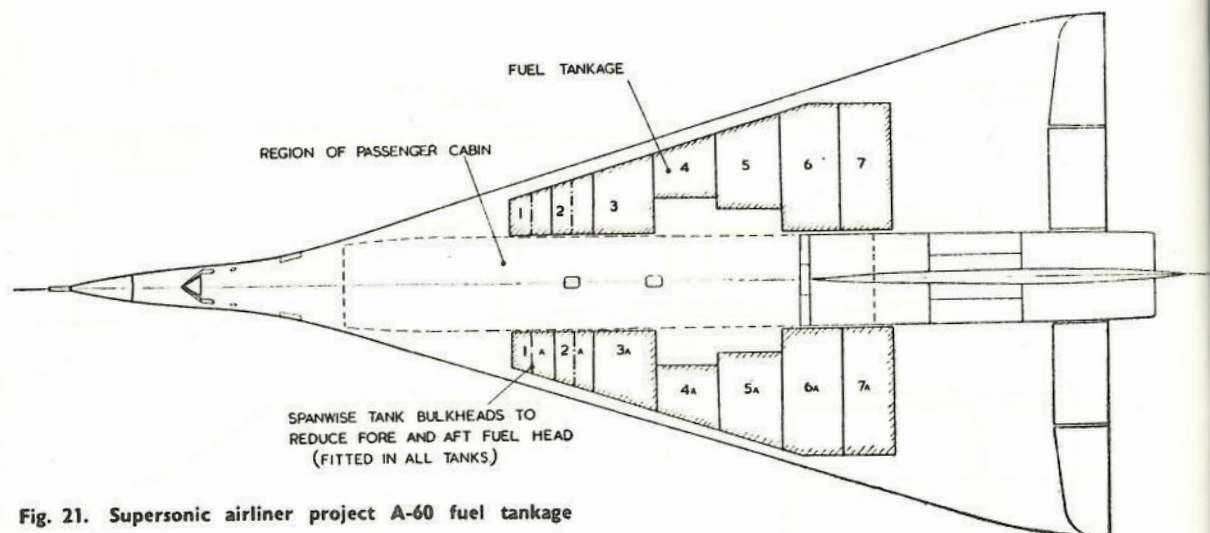 FUEL TANKAGE
REGION OF PASSENGER CABIN
1 2 3 4 5 6 7
1 A 2 A 3A 4A 5A 6A 7A
SPANWISE TANK BULKHEADS TO
REDUCE FORE AND AFT FUEL HEAD
(FITTED IN ALL TANKS)
Fig. 21. Supersonic airliner project A-60 fuel tankage